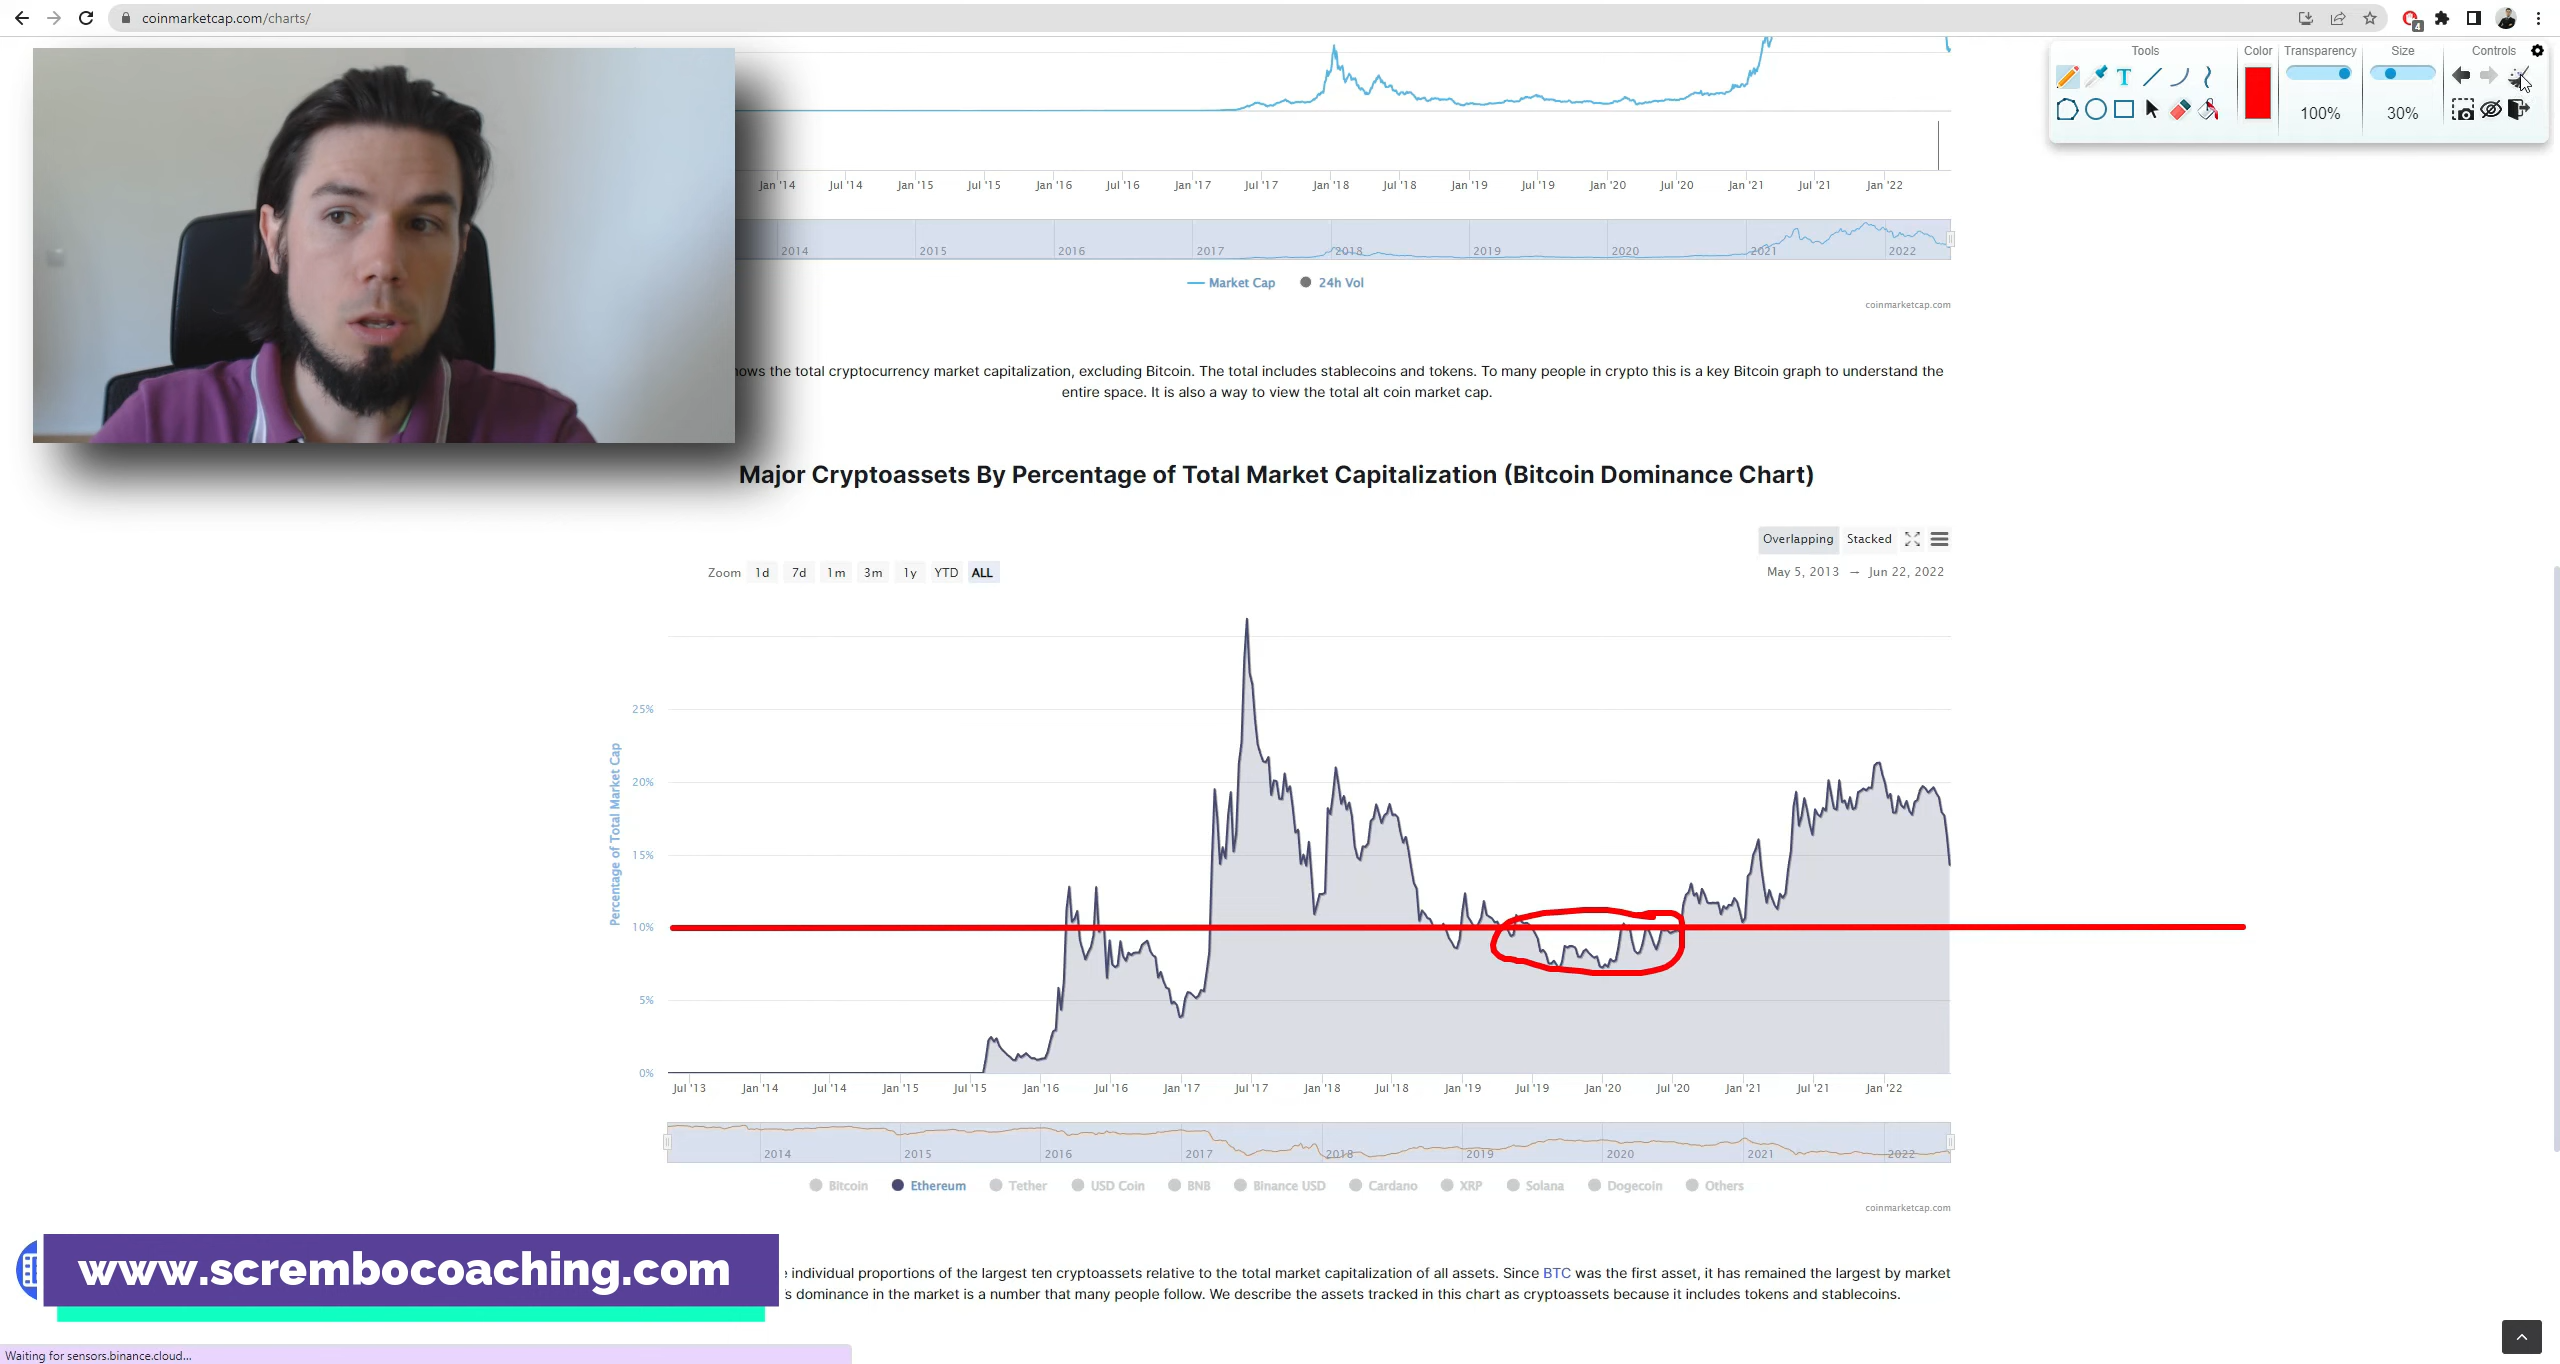 coinmarketcap.com/charts/
4
Tools
Color
Transparency
Size
Controls
T
100%
30%
Jan '14 Jul '14 Jan '15 Jul '15 Jan '16 Jul '16 Jan '17 Jul '17 Jan '18 Jul '18 Jan '19 Jul '19 Jan '20 Jul '20 Jan '21 Jul '21 Jan '22
2014 2015 2016 2017 2018 2019 2020 2021 2022
Market Cap 24h Vol
coinmarketcap.com
the total cryptocurrency market capitalization, excluding Bitcoin. The total includes stablecoins and tokens. To many people in crypto this is a key Bitcoin graph to understand the
entire space. It is also a way to view the total alt coin market cap.
Major Cryptoassets By Percentage of Total Market Capitalization (Bitcoin Dominance Chart)
Overlapping Stacked
Zoom 1d 7d 1m 3m 1y YTD ALL
May 5, 2013 → Jun 22, 2022
Percentage of Total Market Cap
25%
20%
15%
10%
5%
0%
Jul '13 Jan '14 Jul '14 Jan '15 Jul '15 Jan '16 Jul '16 Jan '17 Jul '17 Jan '18 Jul '18 Jan '19 Jul '19 Jan '20 Jul '20 Jan '21 Jul '21 Jan '22
2014 2015 2016 2017 2018 2019 2020 2021 2022
Bitcoin Ethereum Tether USD Coin BNB Binance USD Cardano XRP Solana Dogecoin Others
coinmarketcap.com
www.scrembocoaching.com
individual proportions of the largest ten cryptoassets relative to the total market capitalization of all assets. Since BTC was the first asset, it has remained the largest by market
's dominance in the market is a number that many people follow. We describe the assets tracked in this chart as cryptoassets because it includes tokens and stablecoins.
Waiting for sensors.binance.cloud...